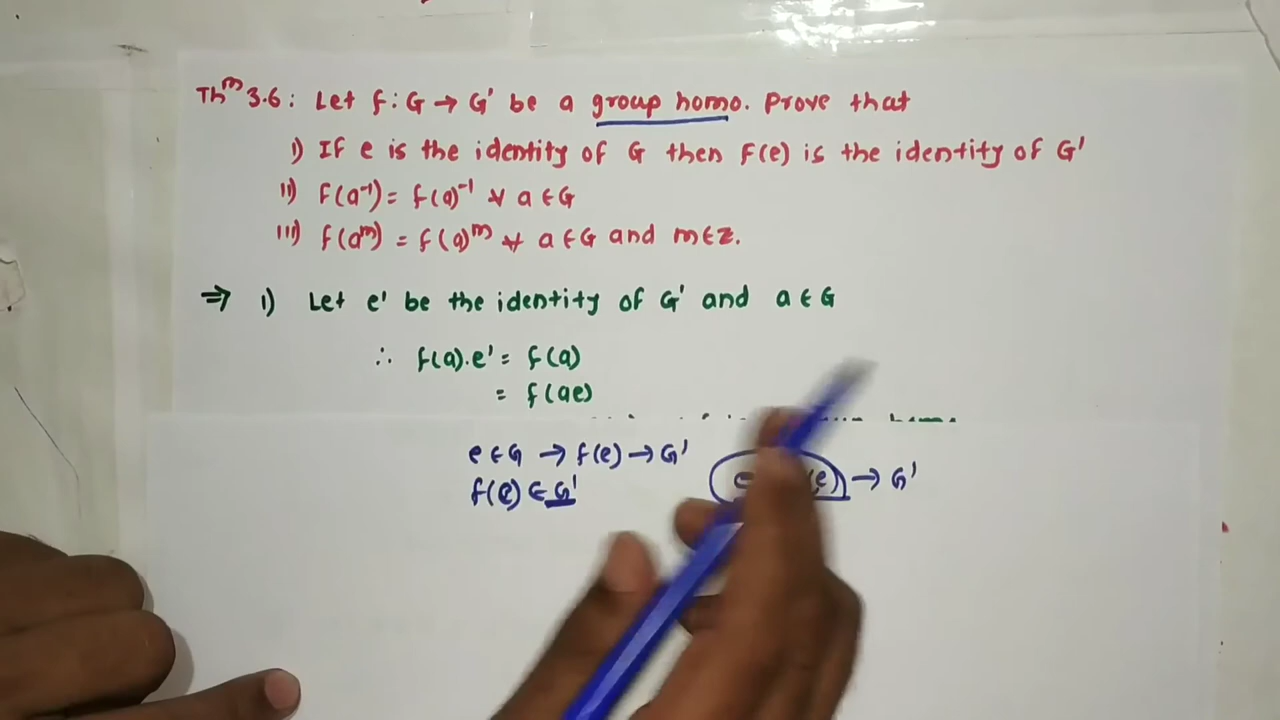 Thm 3.6: Let f: G → G' be a group homo. Prove that
i) If e is the identity of G then f(e) is the identity of G'
ii) f(a⁻¹) = f(a)⁻¹ ∀ a ∈ G
iii) f(aᵐ) = f(a)ᵐ ∀ a ∈ G and m ∈ Z.
⇒ i) Let e' be the identity of G' and a ∈ G
∴ f(a).e' = f(a)
= f(ae)
e ∈ G → f(e) → G'
f(e) ∈ G'
e) → G'